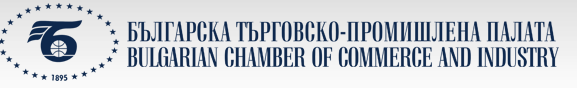 БЪЛГАРСКА ТЪРГОВСКО-ПРОМИШЛЕНА ПАЛАТА
BULGARIAN CHAMBER OF COMMERCE AND INDUSTRY
1895